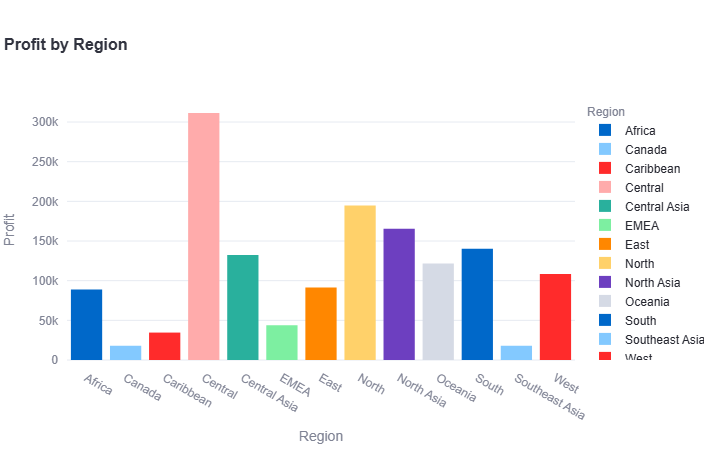 Profit by Region
Region
Africa
Canada
Caribbean
Central
Central Asia
EMEA
East
North
North Asia
Oceania
South
Southeast Asia
West
Profit
300k
250k
200k
150k
100k
50k
0
Africa
Canada
Caribbean
Central
Central Asia
EMEA
East
North
North Asia
Oceania
South
Southeast Asia
West
Region